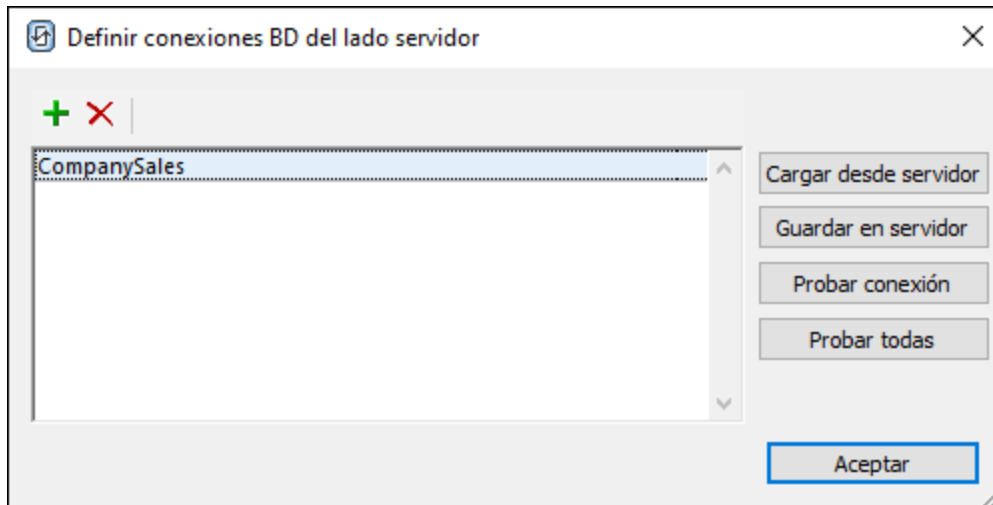 Definir conexiones BD del lado servidor
CompanySales
Cargar desde servidor
Guardar en servidor
Probar conexión
Probar todas
Aceptar